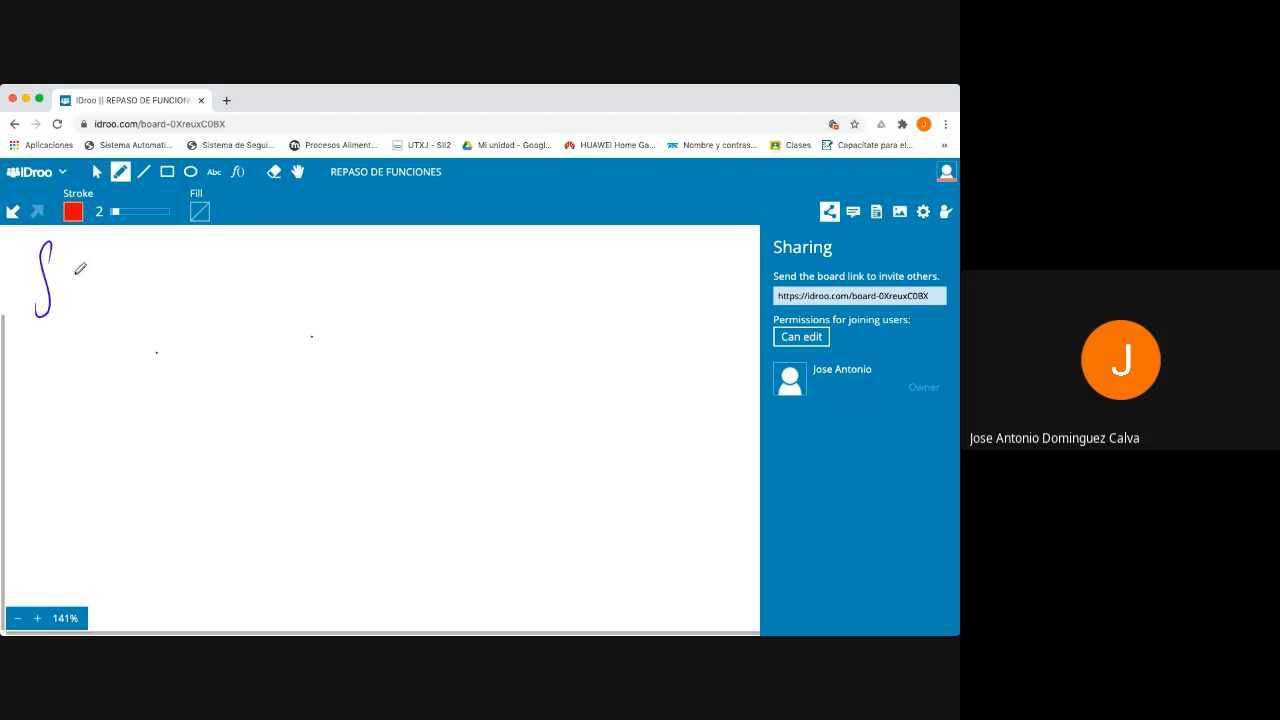 IDroo || REPASO DE FUNCION
idroo.com/board-0XreuxC0BX
J
Aplicaciones Sistema Automati... Sistema de Segui... Procesos Aliment... UTXJ - SII2 Mi unidad - Googl... HUAWEI Home Ga... Nombre y contras... Clases Capacítate para el... »
IDroo Abc f() REPASO DE FUNCIONES
Stroke Fill
2
∫
Sharing
Send the board link to invite others.
https://idroo.com/board-0XreuxC0BX
Permissions for joining users:
Can edit
Jose Antonio
Owner
J
Jose Antonio Dominguez Calva
− + 141%